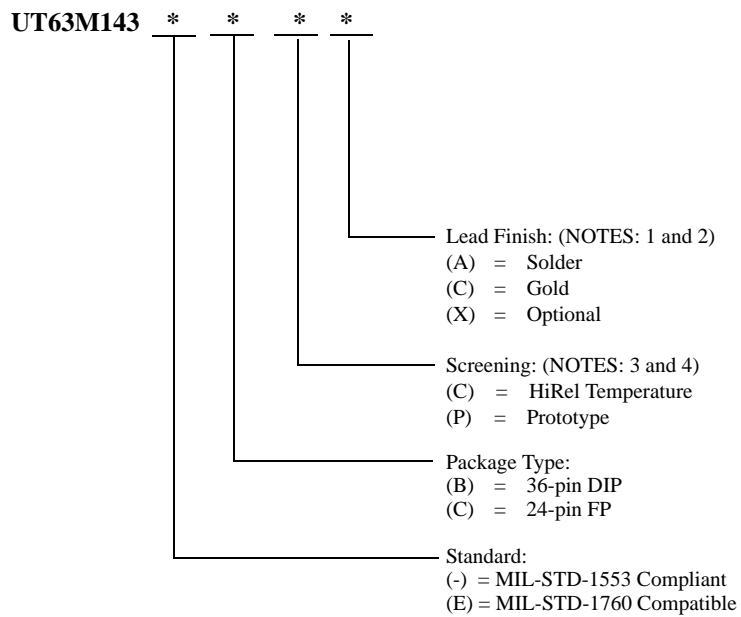 UT63M143 * * * *
Lead Finish: (NOTES: 1 and 2)
(A) = Solder
(C) = Gold
(X) = Optional
Screening: (NOTES: 3 and 4)
(C) = HiRel Temperature
(P) = Prototype
Package Type:
(B) = 36-pin DIP
(C) = 24-pin FP
Standard:
(-) = MIL-STD-1553 Compliant
(E) = MIL-STD-1760 Compatible